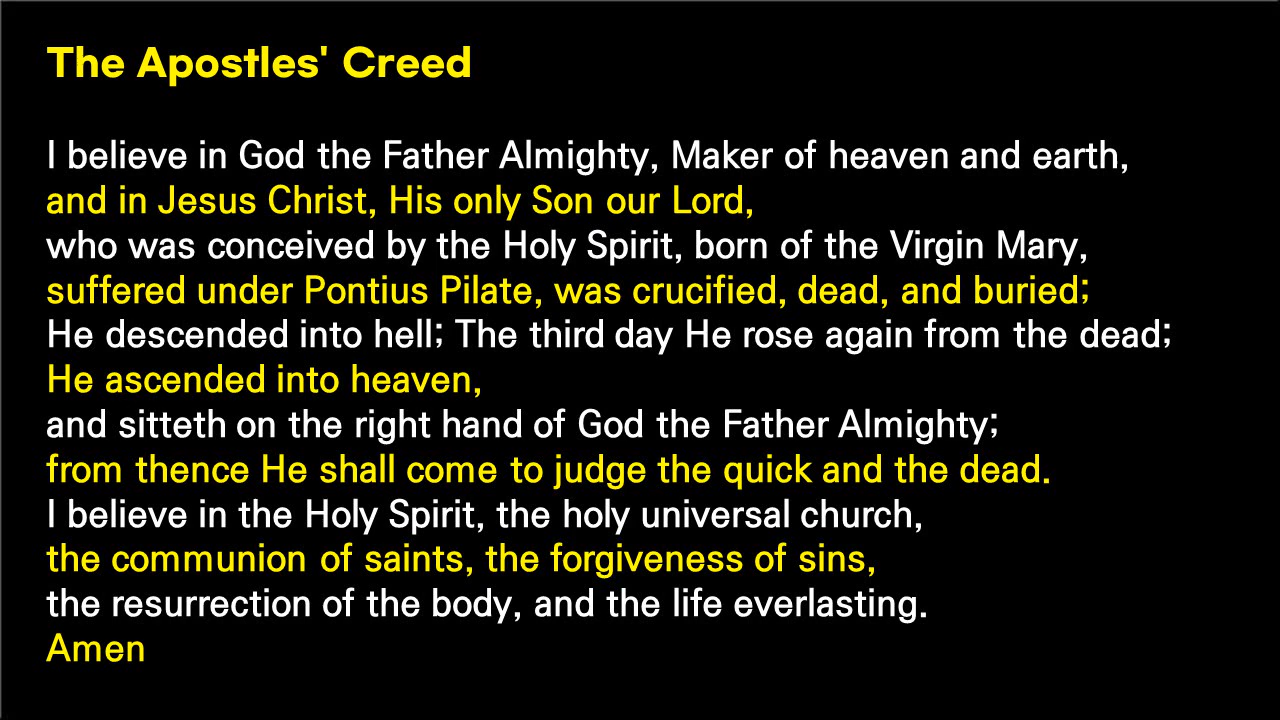 The Apostles' Creed
I believe in God the Father Almighty, Maker of heaven and earth,
and in Jesus Christ, His only Son our Lord,
who was conceived by the Holy Spirit, born of the Virgin Mary,
suffered under Pontius Pilate, was crucified, dead, and buried;
He descended into hell; The third day He rose again from the dead;
He ascended into heaven,
and sitteth on the right hand of God the Father Almighty;
from thence He shall come to judge the quick and the dead.
I believe in the Holy Spirit, the holy universal church,
the communion of saints, the forgiveness of sins,
the resurrection of the body, and the life everlasting.
Amen